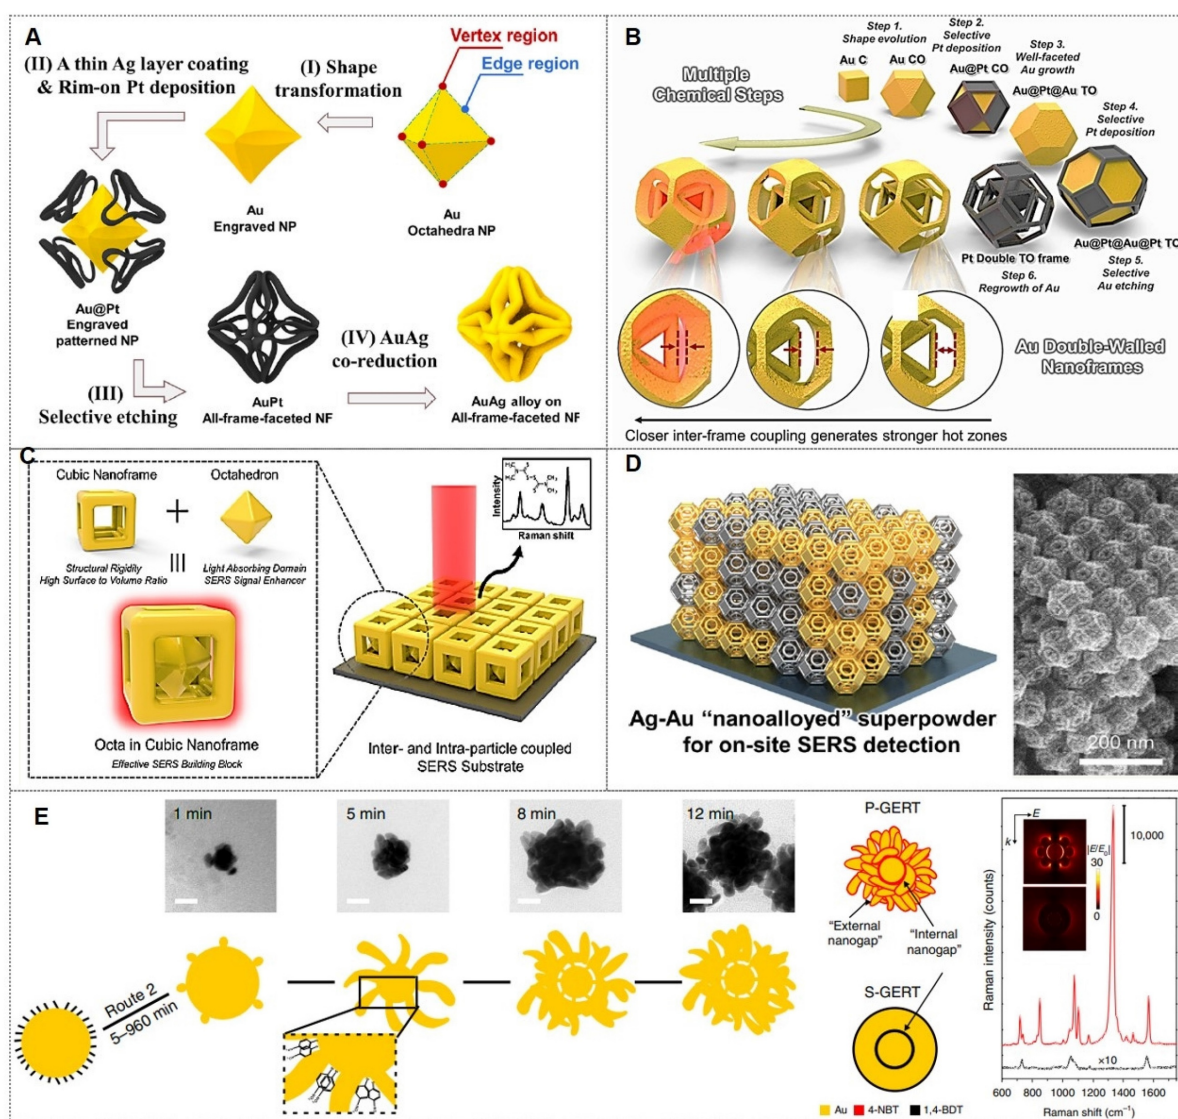 A
(II) A thin Ag layer coating
& Rim-on Pt deposition
(I) Shape
transformation
Vertex region
Edge region
Au
Engraved NP
Au
Octahedra NP
Au@Pt
Engraved
patterned NP
(III)
Selective etching
AuPt
All-frame-faceted NF
(IV) AuAg
co-reduction
AuAg alloy on
All-frame-faceted NF
B
Multiple
Chemical Steps
Step 1.
Shape evolution
Au C
Au CO
Step 2.
Selective
Pt deposition
Au@Pt CO
Step 3.
Well-faceted
Au growth
Au@Pt@Au TO
Step 4.
Selective
Pt deposition
Au@Pt@Au@Pt TO
Step 5.
Selective
Au etching
Pt Double TO frame
Step 6.
Regrowth of Au
Au Double-Walled
Nanoframes
Closer inter-frame coupling generates stronger hot zones
C
Cubic Nanoframe
Octahedron
+
Structural Rigidity
High Surface to Volume Ratio
Light Absorbing Domain
SERS Signal Enhancer
Octa in Cubic Nanoframe
Effective SERS Building Block
Intensity
Raman shift
Inter- and Intra-particle coupled
SERS Substrate
D
Ag-Au “nanoalloyed” superpowder
for on-site SERS detection
200 nm
E
1 min
5 min
8 min
12 min
Route 2
5–960 min
P-GERT
“External
nanogap”
“Internal
nanogap”
S-GERT
Au
4-NBT
1,4-BDT
Raman intensity (counts)
E
k
|E/E0|
30
0
10,000
×10
600 800 1000 1200 1400 1600
Raman shift (cm−1)